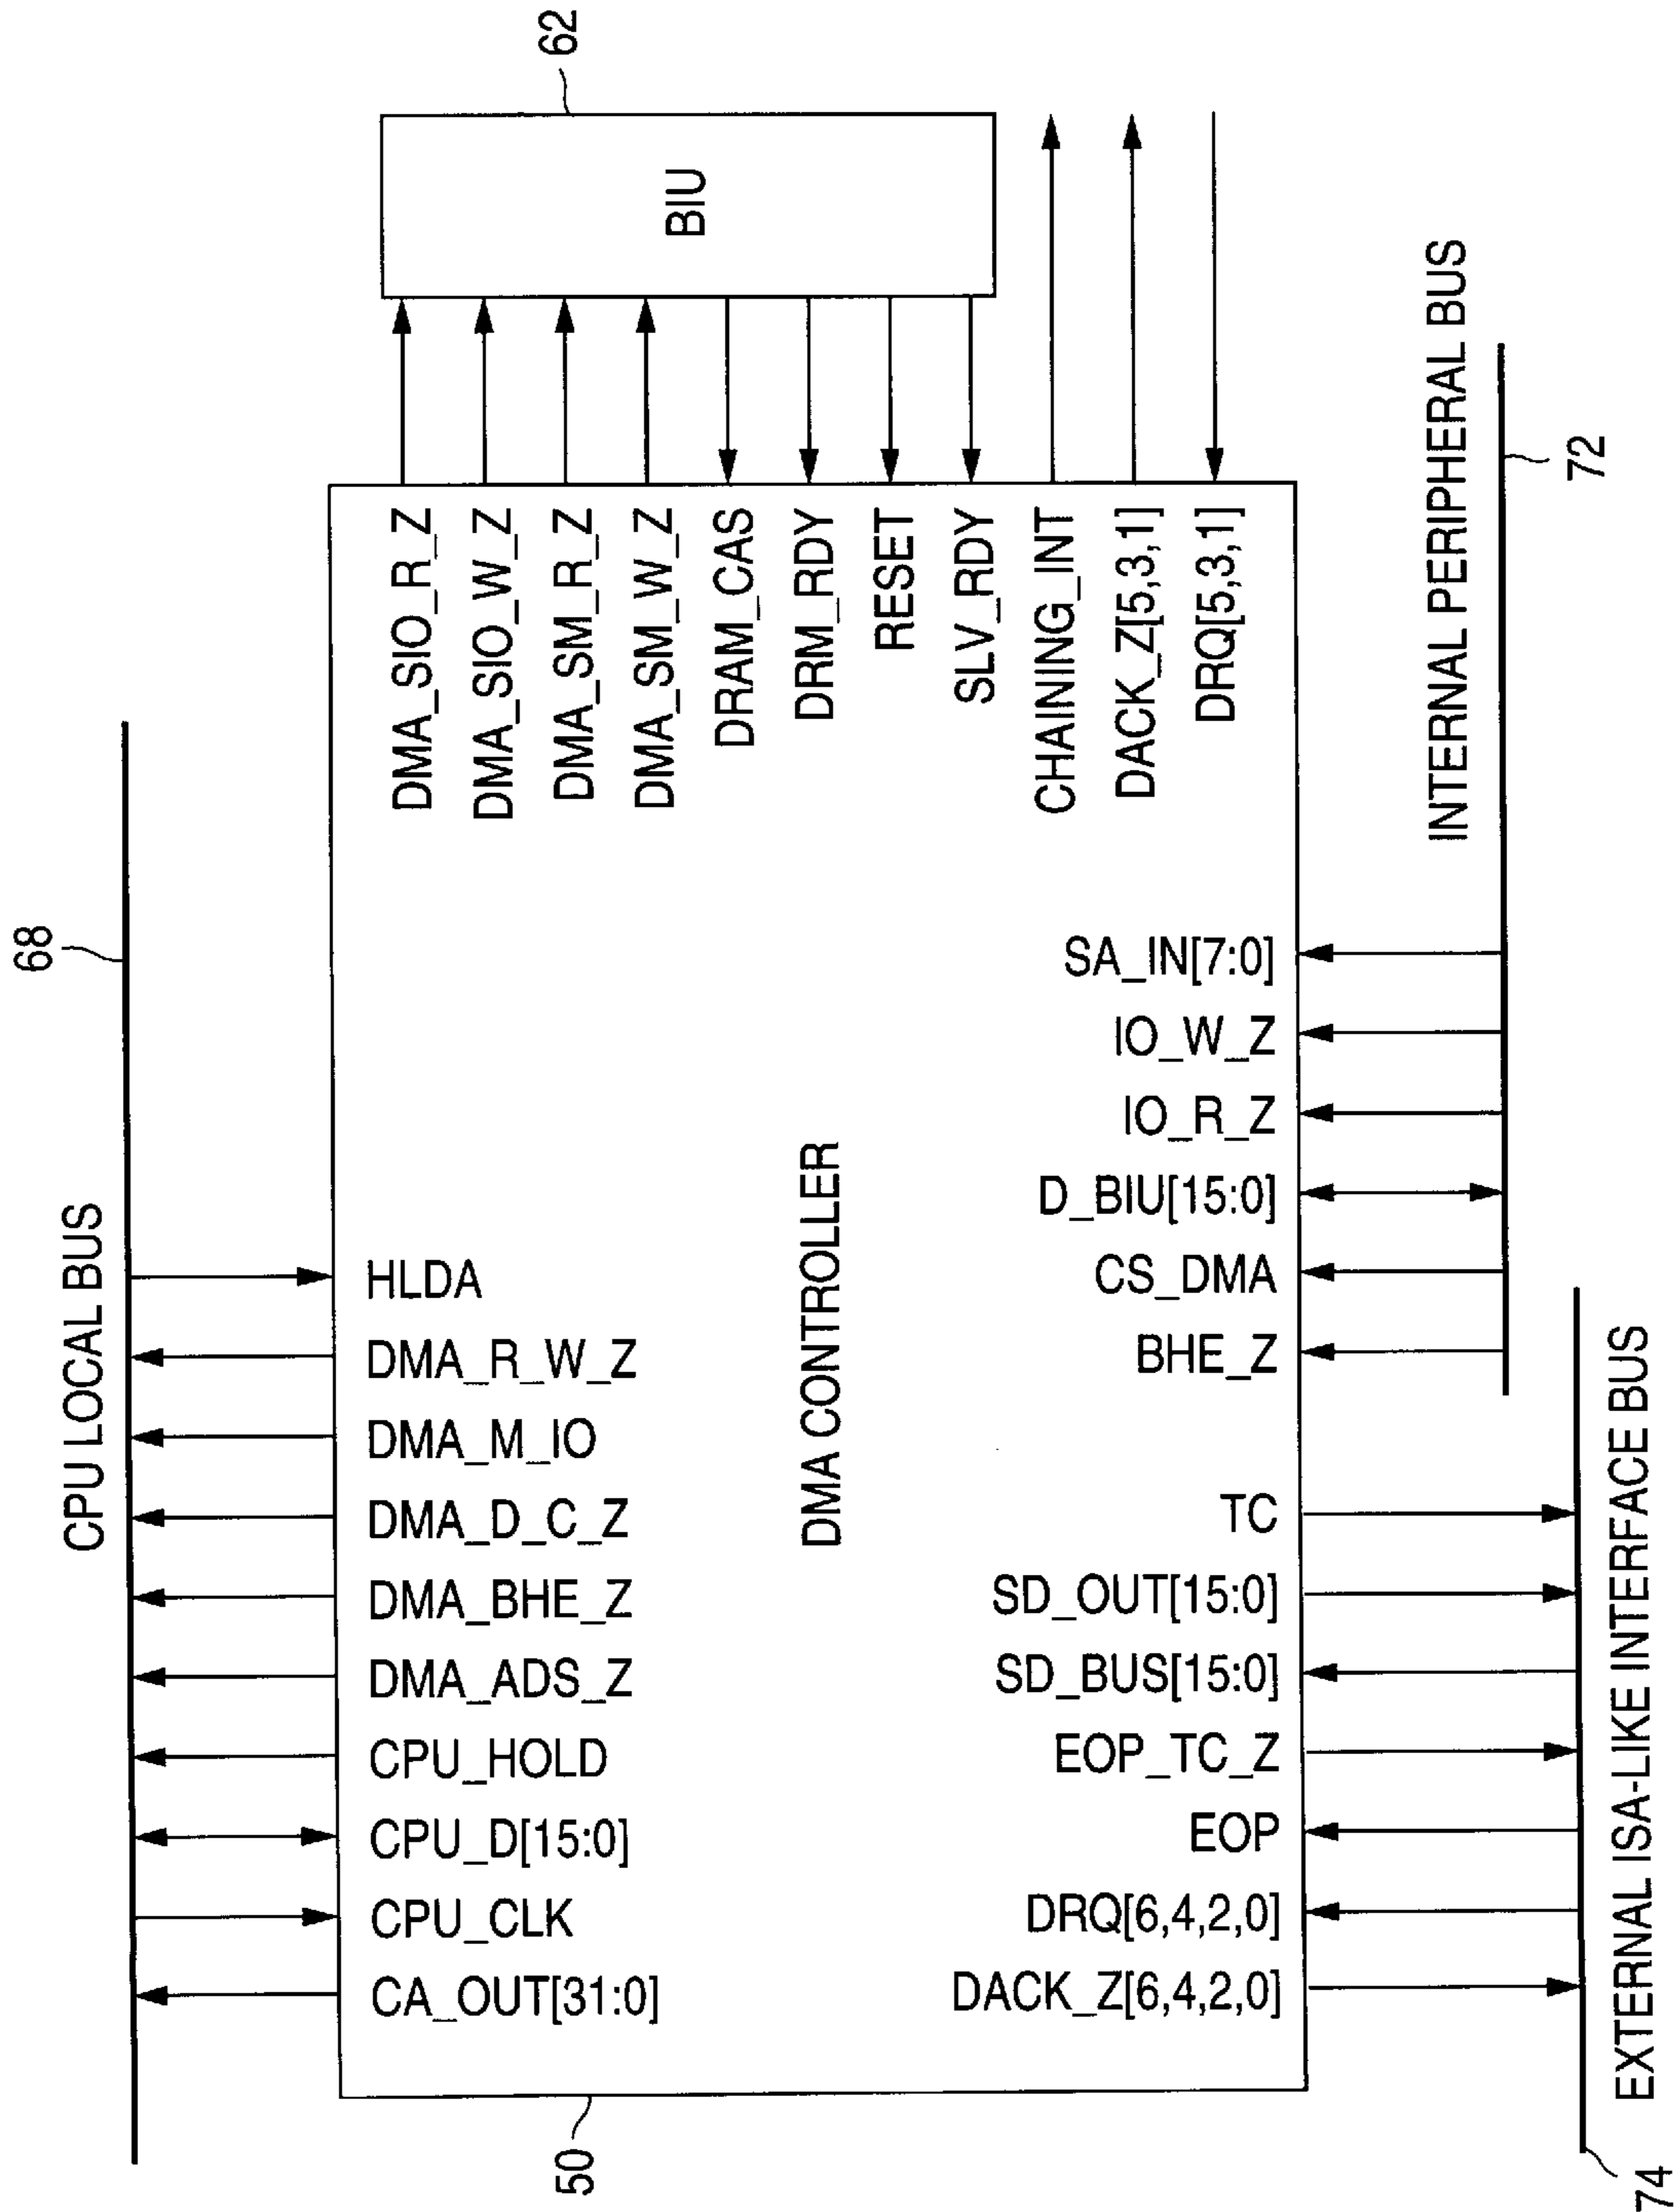 68
CPU LOCAL BUS
CA_OUT[31:0]
CPU_CLK
CPU_D[15:0]
CPU_HOLD
DMA_ADS_Z
DMA_BHE_Z
DMA_D_C_Z
DMA_M_IO
DMA_R_W_Z
HLDA
50
DMA CONTROLLER
DMA_SIO_R_Z
DMA_SIO_W_Z
DMA_SM_R_Z
DMA_SM_W_Z
DRAM_CAS
DRM_RDY
RESET
SLV_RDY
CHAINING_INT
DACK_Z[5,3,1]
DRQ[5,3,1]
BIU
62
DACK_Z[6,4,2,0]
DRQ[6,4,2,0]
EOP
EOP_TC_Z
SD_BUS[15:0]
SD_OUT[15:0]
TC
BHE_Z
CS_DMA
D_BIU[15:0]
IO_R_Z
IO_W_Z
SA_IN[7:0]
INTERNAL PERIPHERAL BUS
72
74
EXTERNAL ISA-LIKE INTERFACE BUS